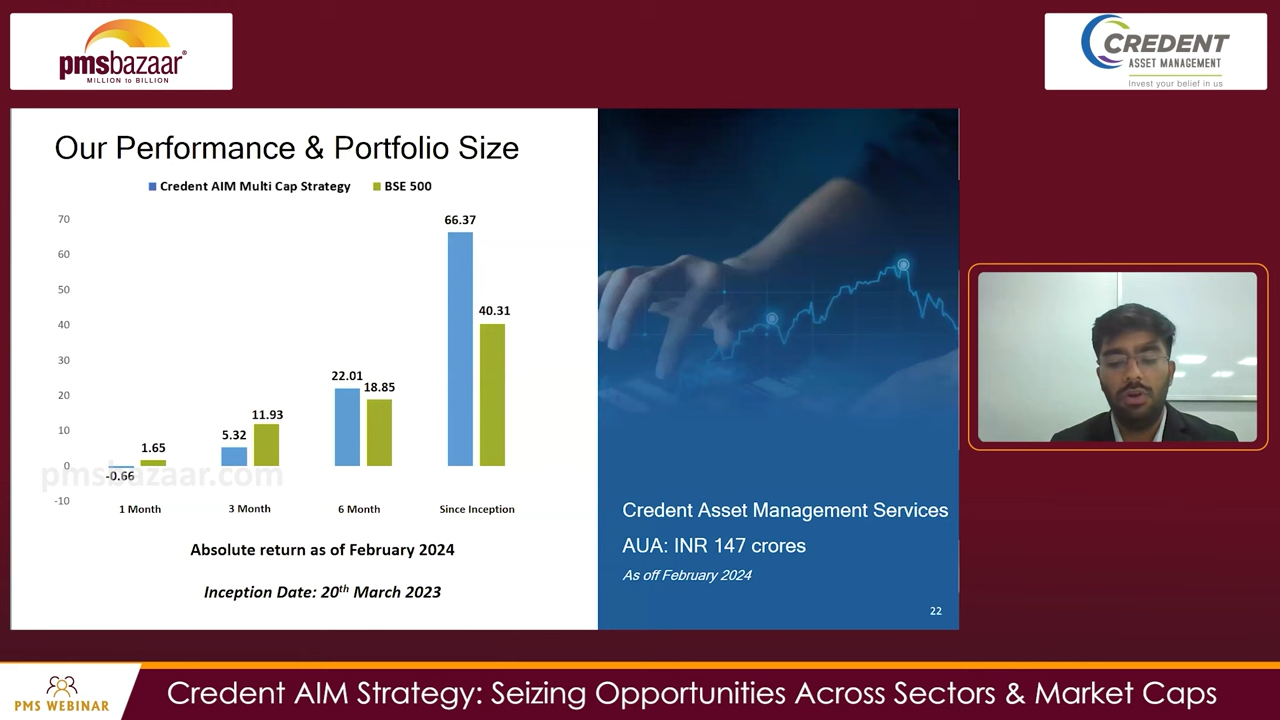 pmsbazaar®
MILLION to BILLION
CREDENT
ASSET MANAGEMENT
Invest your belief in us
Our Performance & Portfolio Size
Credent AIM Multi Cap Strategy
BSE 500
70
60
50
40
30
20
10
0
-10
-0.66
1.65
5.32
11.93
22.01
18.85
66.37
40.31
pmsbazaar.com
1 Month
3 Month
6 Month
Since Inception
Absolute return as of February 2024
Inception Date: 20th March 2023
Credent Asset Management Services
AUA: INR 147 crores
As off February 2024
22
PMS WEBINAR
Credent AIM Strategy: Seizing Opportunities Across Sectors & Market Caps